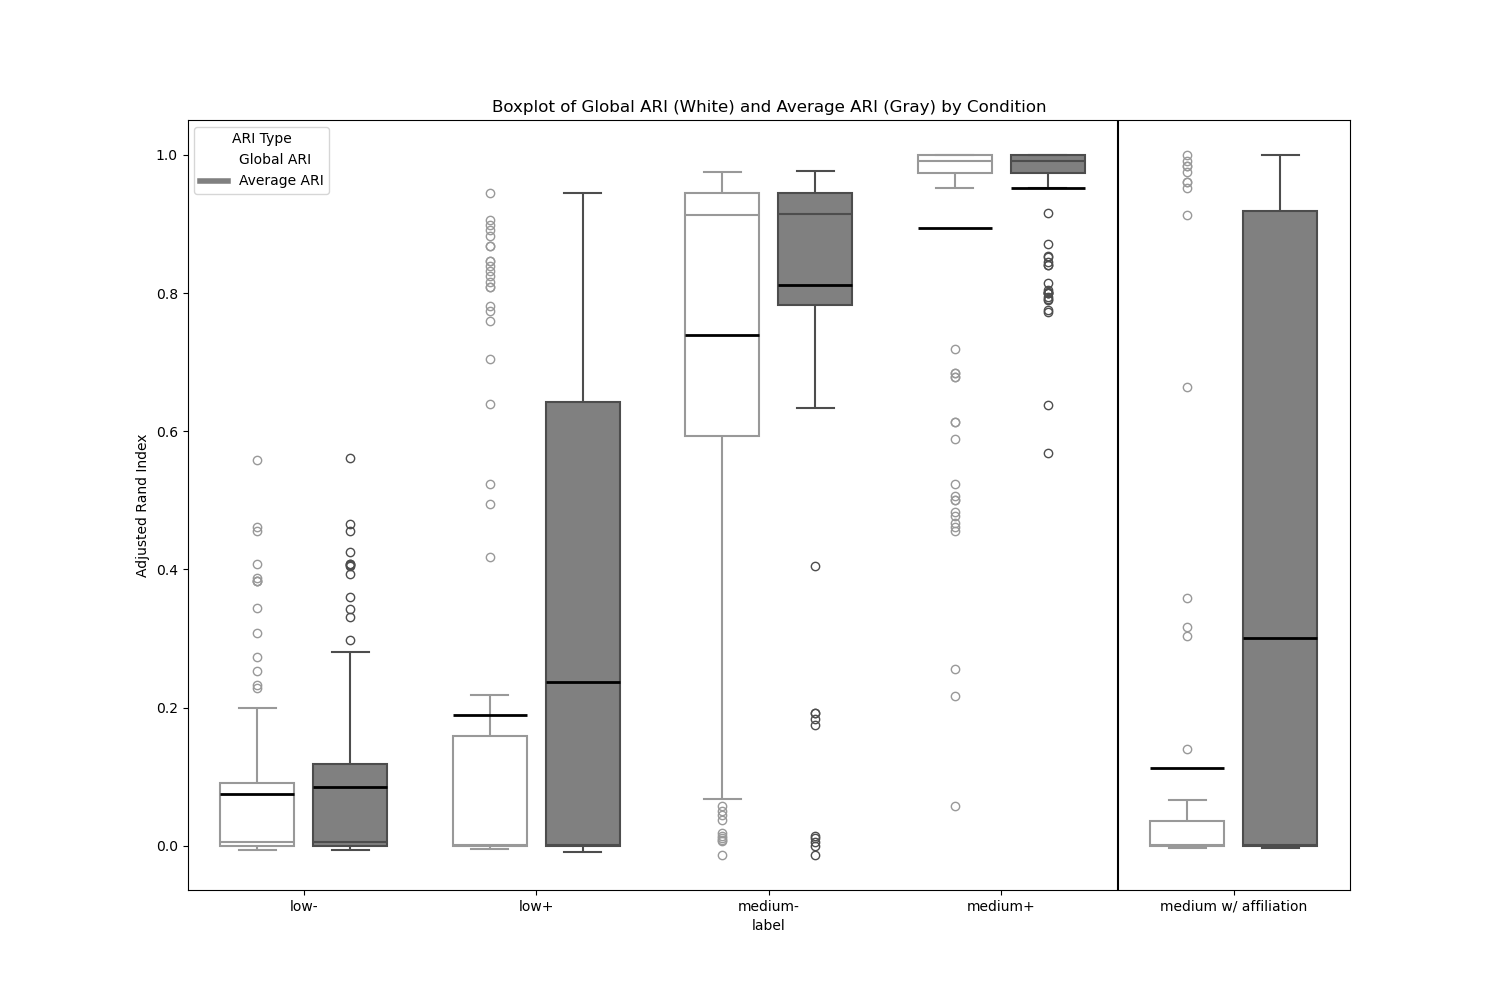 Boxplot of Global ARI (White) and Average ARI (Gray) by Condition
ARI Type
Global ARI
Average ARI
1.0
0.8
0.6
0.4
0.2
0.0
Adjusted Rand Index
low-
low+
medium-
medium+
medium w/ affiliation
label